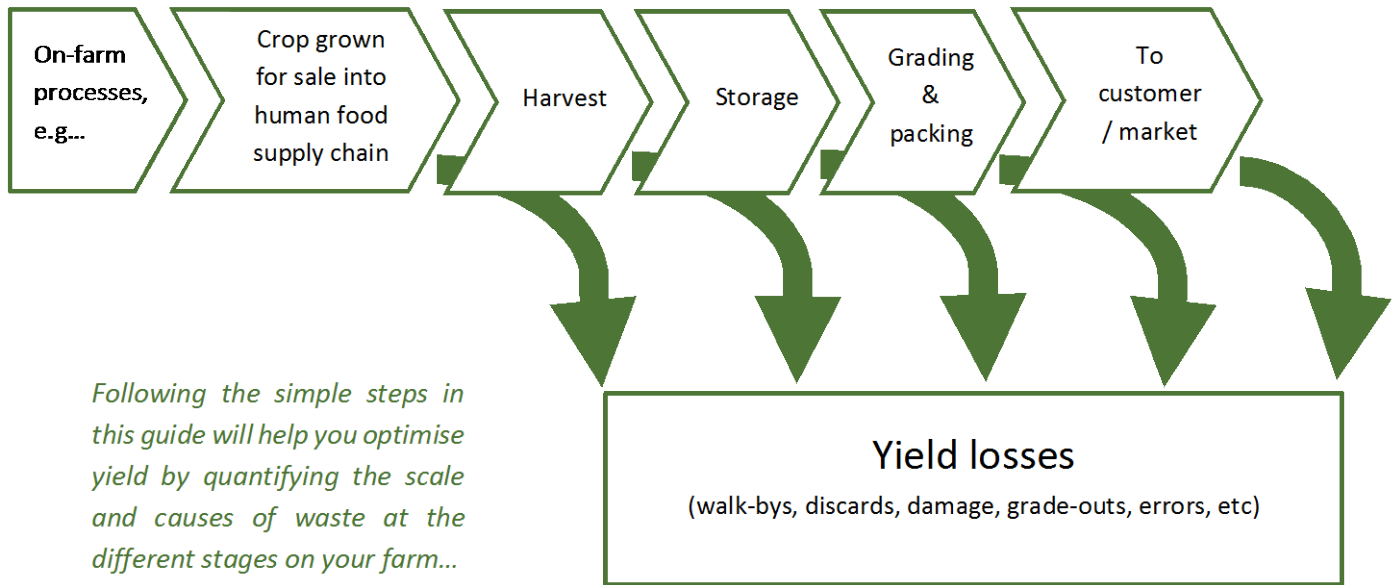 On-farm
processes,
e.g...
Crop grown
for sale into
human food
supply chain
Harvest
Storage
Grading
&
packing
To
customer
/ market
Following the simple steps in
this guide will help you optimise
yield by quantifying the scale
and causes of waste at the
different stages on your farm...
Yield losses
(walk-bys, discards, damage, grade-outs, errors, etc)